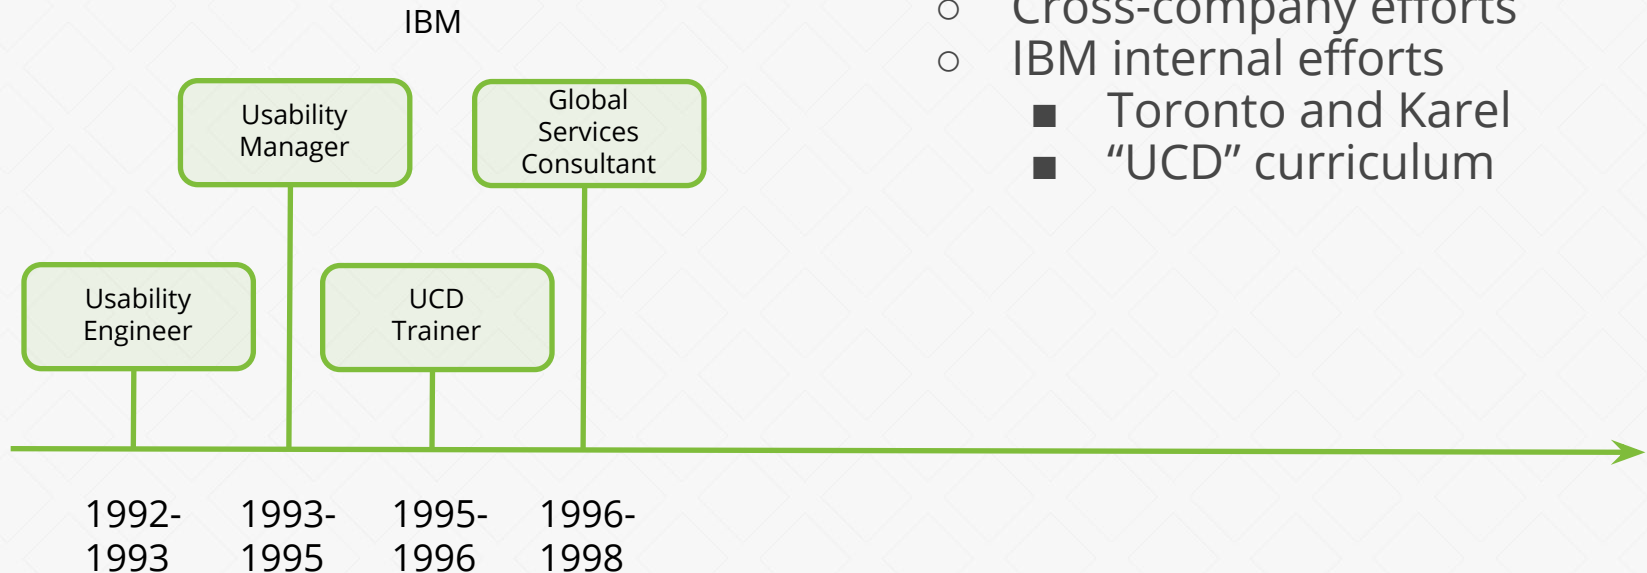 IBM
Usability
Manager
Global
Services
Consultant
Usability
Engineer
UCD
Trainer
1992-
1993
1993-
1995
1995-
1996
1996-
1998
○ Cross-company efforts
○ IBM internal efforts
■ Toronto and Karel
■ “UCD” curriculum